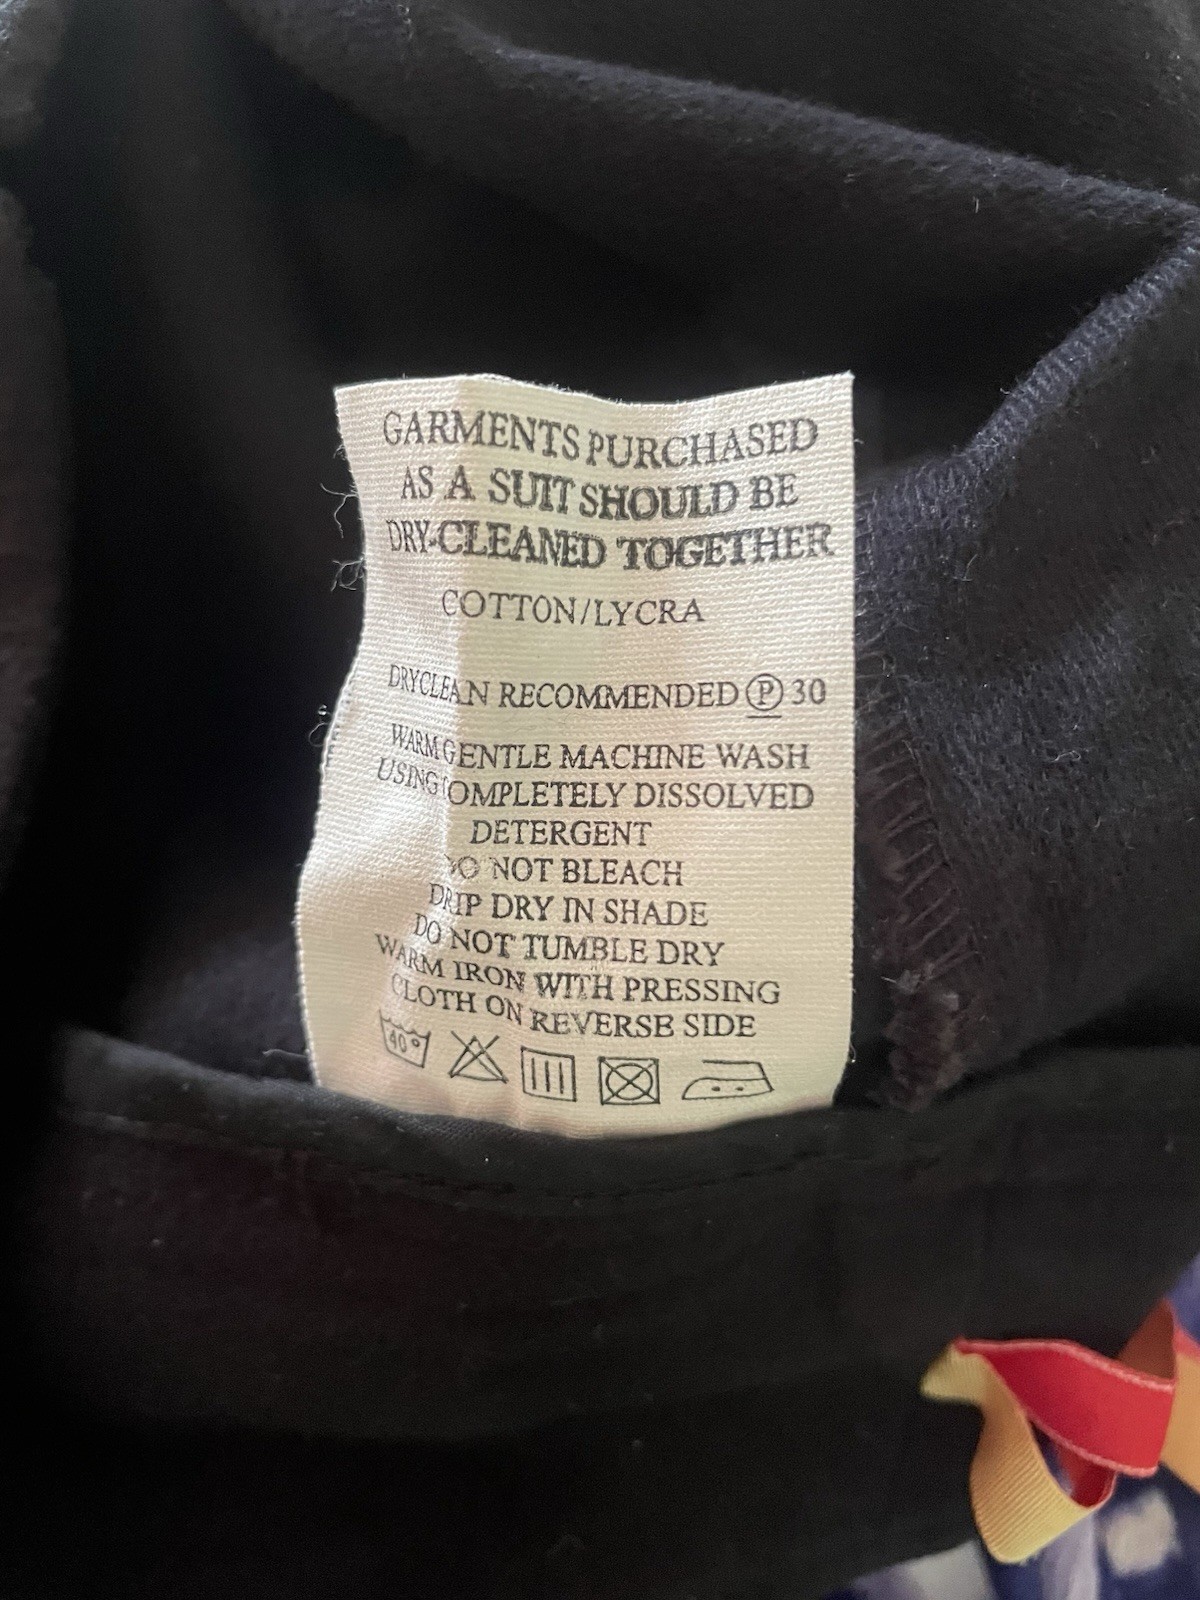 GARMENTS PURCHASED
AS A SUIT SHOULD BE
DRY-CLEANED TOGETHER
COTTON/LYCRA
DRYCLEAN RECOMMENDED Ⓟ 30
WARM GENTLE MACHINE WASH
USING COMPLETELY DISSOLVED
DETERGENT
DO NOT BLEACH
DRIP DRY IN SHADE
DO NOT TUMBLE DRY
WARM IRON WITH PRESSING
CLOTH ON REVERSE SIDE
40°